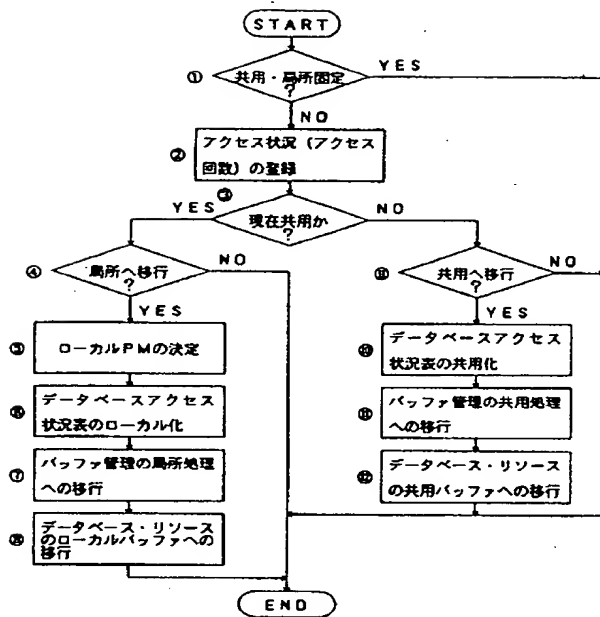 START
① 共用・局所固定 YES
?
NO
② アクセス状況(アクセス
回数)の登録
③
YES 現在共用か NO
?
④ 局所へ移行 NO
?
YES
共用へ移行 NO
?
YES
⑤ ローカルPMの決定
⑥ データベースアクセス
状況表のローカル化
⑦ バッファ管理の局所処理
への移行
⑧ データベース・リソース
のローカルバッファへの
移行
データベースアクセス
状況表の共用化
バッファ管理の共用処理
への移行
⑫ データベース・リソース
の共用バッファへの移行
END